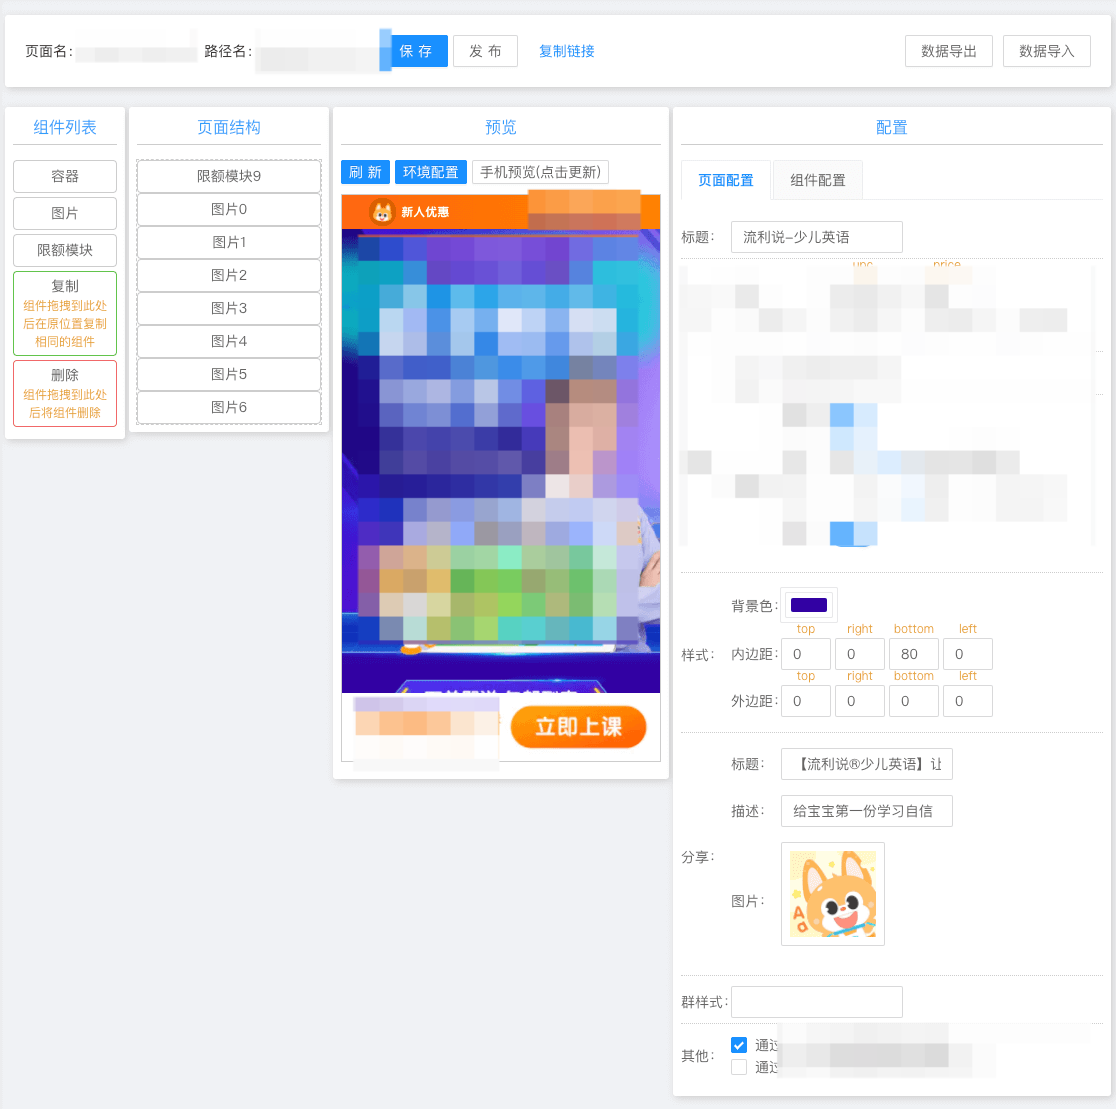 页面名:
路径名:
保 存
发 布
复制链接
数据导出
数据导入
组件列表
容器
图片
限额模块
复制
组件拖拽到此处
后在原位置复制
相同的组件
删除
组件拖拽到此处
后将组件删除
页面结构
限额模块9
图片0
图片1
图片2
图片3
图片4
图片5
图片6
预览
刷 新
环境配置
手机预览(点击更新)
新人优惠
立即上课
配置
页面配置
组件配置
标题:
流利说-少儿英语
upc
price
样式:
背景色:
top right bottom left
内边距:
0 0 80 0
top right bottom left
外边距:
0 0 0 0
分享:
标题:
【流利说®少儿英语】让
描述:
给宝宝第一份学习自信
图片:
群样式:
其他:
通过
通过